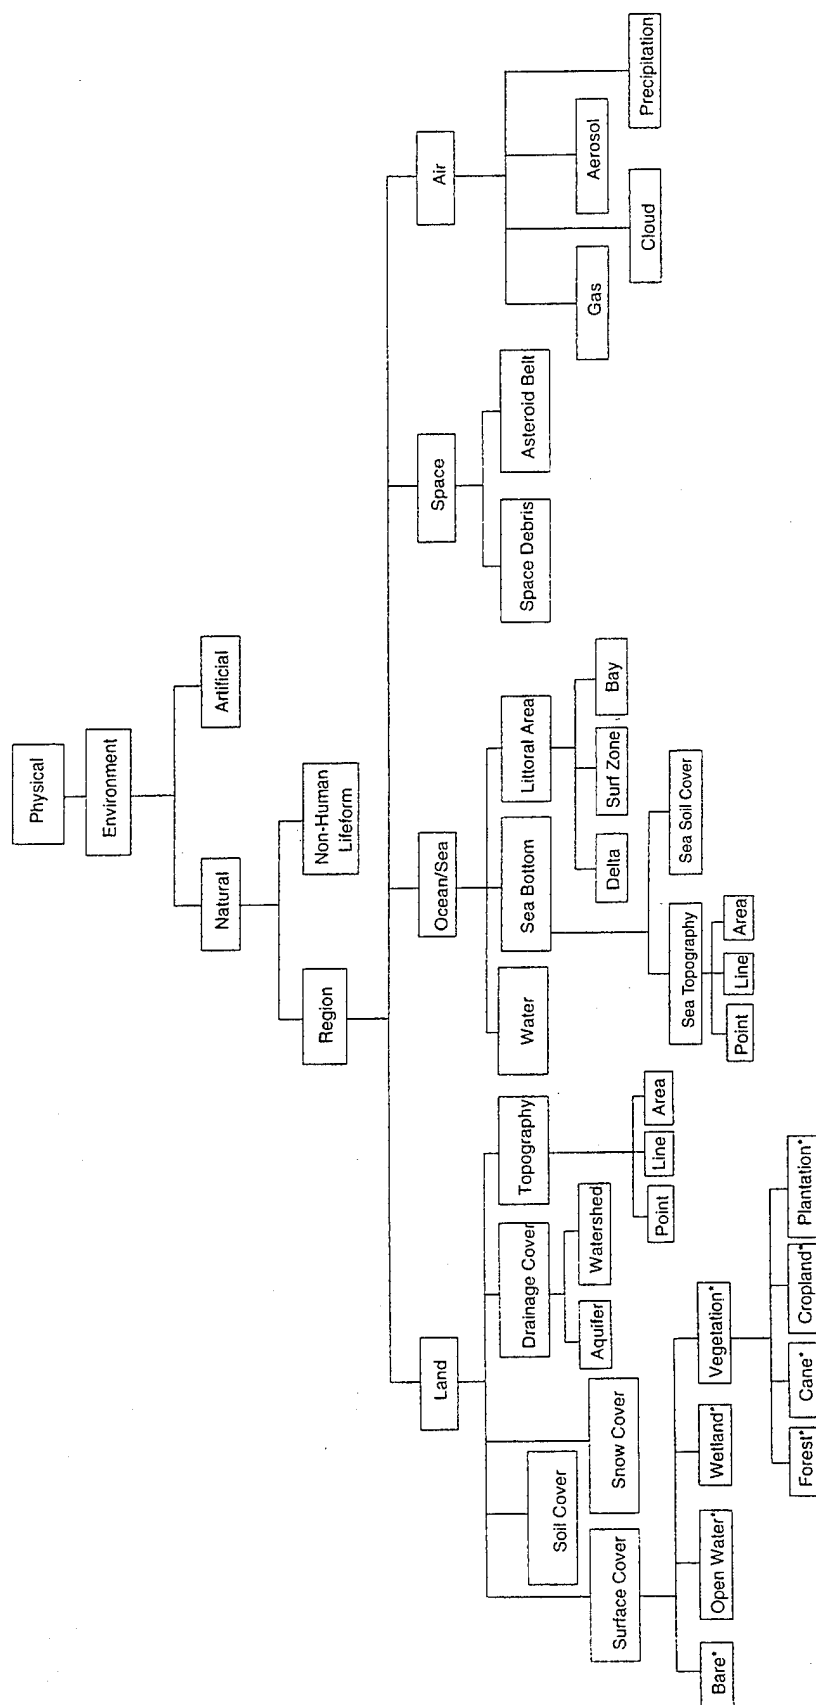 Physical
Environment
Natural
Artificial
Region
Non-Human
Lifeform
Land
Ocean/Sea
Space
Air
Surface Cover
Soil Cover
Snow Cover
Drainage Cover
Topography
Water
Sea Bottom
Littoral Area
Space Debris
Asteroid Belt
Gas
Cloud
Aerosol
Precipitation
Aquifer
Watershed
Point
Line
Area
Delta
Surf Zone
Bay
Sea Topography
Sea Soil Cover
Point
Line
Area
Bare*
Open Water*
Wetland*
Vegetation*
Forest*
Cane*
Cropland*
Plantation*